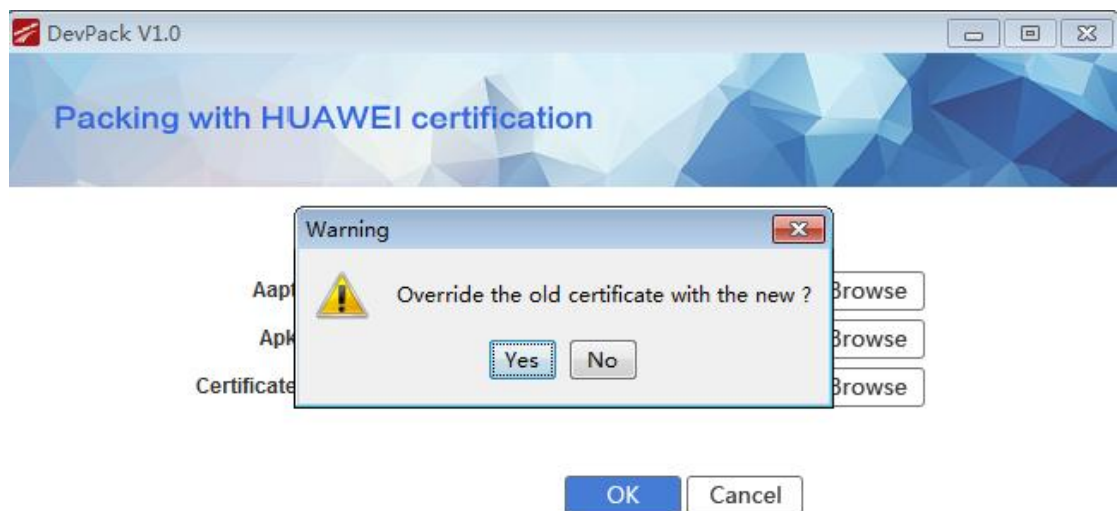 DevPack V1.0
Packing with HUAWEI certification
Warning
Override the old certificate with the new ?
Yes No
Aapt Browse
Apk Browse
Certificate Browse
OK Cancel